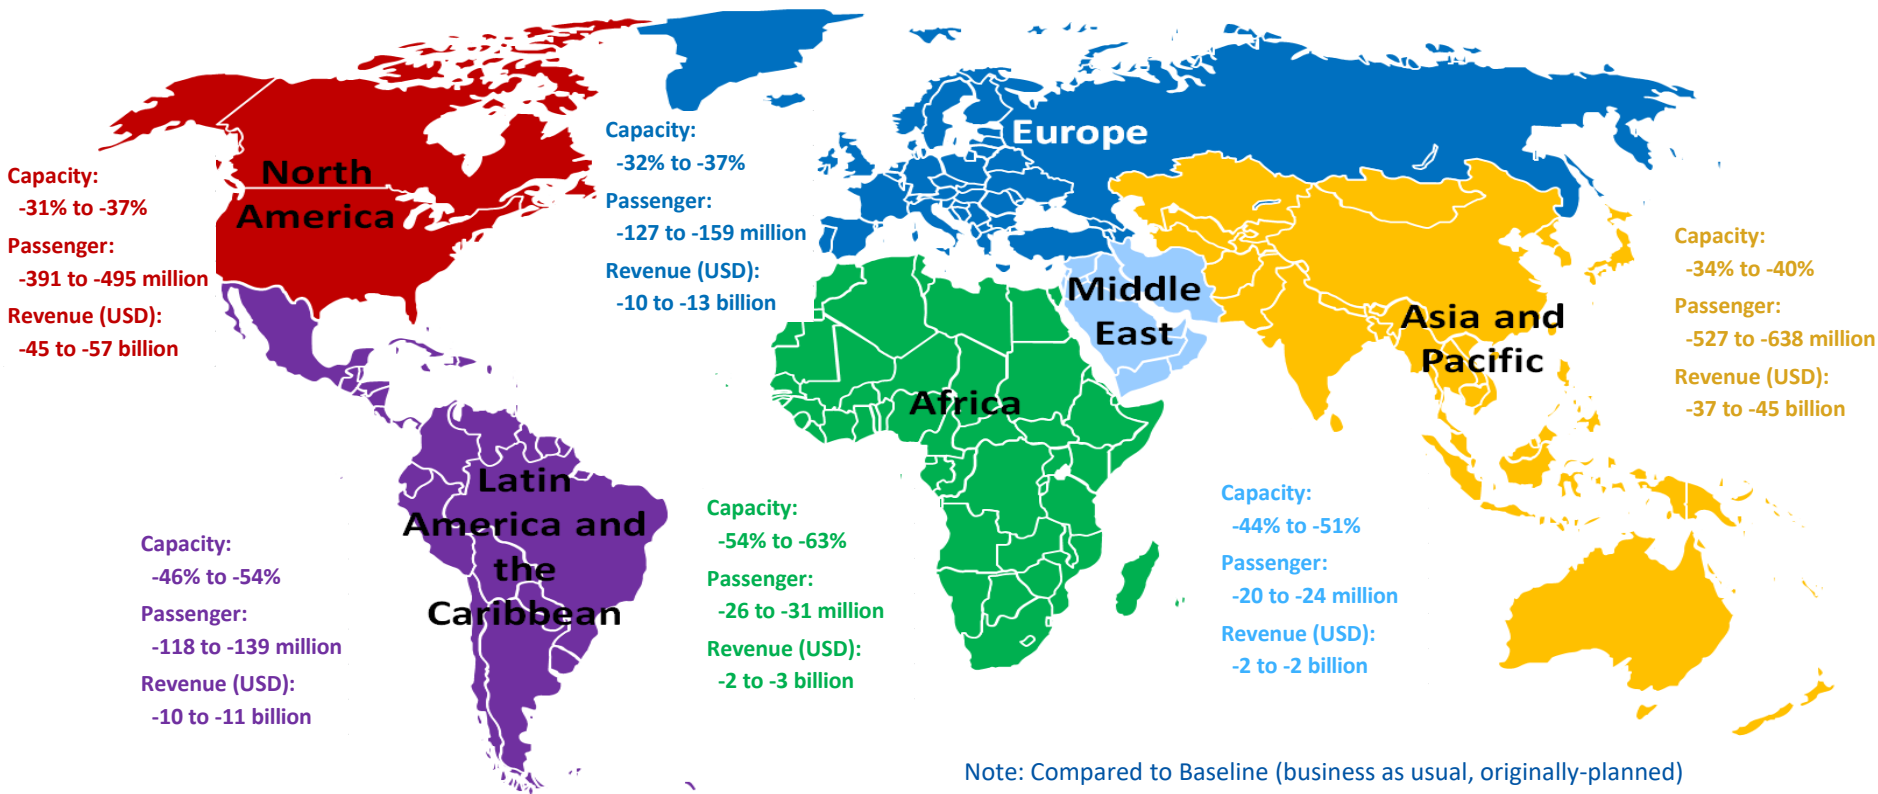 North
America
Capacity:
-31% to -37%
Passenger:
-391 to -495 million
Revenue (USD):
-45 to -57 billion
Capacity:
-32% to -37%
Passenger:
-127 to -159 million
Revenue (USD):
-10 to -13 billion
Europe
Middle
East
Asia and
Pacific
Capacity:
-34% to -40%
Passenger:
-527 to -638 million
Revenue (USD):
-37 to -45 billion
Africa
Latin
America and
the
Caribbean
Capacity:
-46% to -54%
Passenger:
-118 to -139 million
Revenue (USD):
-10 to -11 billion
Capacity:
-54% to -63%
Passenger:
-26 to -31 million
Revenue (USD):
-2 to -3 billion
Capacity:
-44% to -51%
Passenger:
-20 to -24 million
Revenue (USD):
-2 to -2 billion
Note: Compared to Baseline (business as usual, originally-planned)